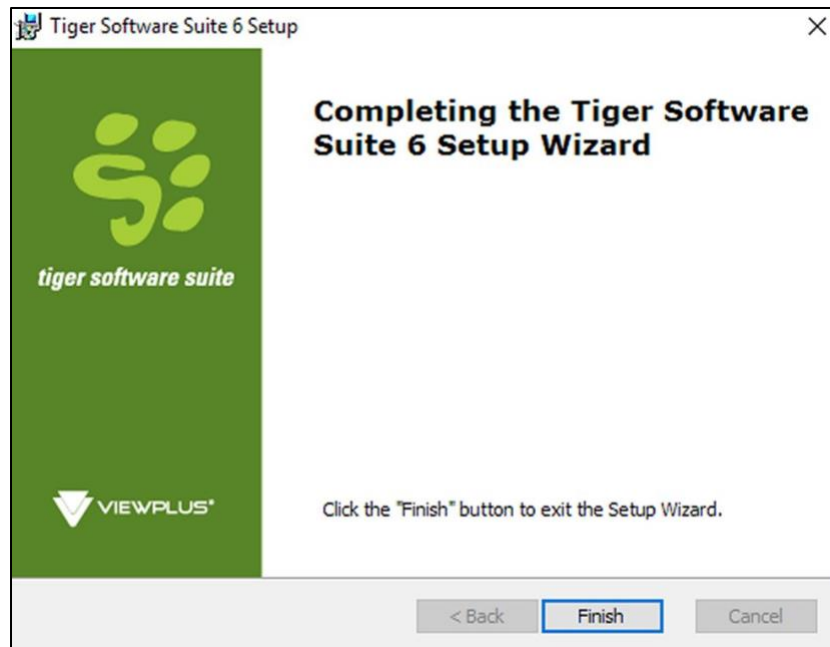 Tiger Software Suite 6 Setup
Completing the Tiger Software
Suite 6 Setup Wizard
tiger software suite
VIEWPLUS®
Click the "Finish" button to exit the Setup Wizard.
< Back
Finish
Cancel